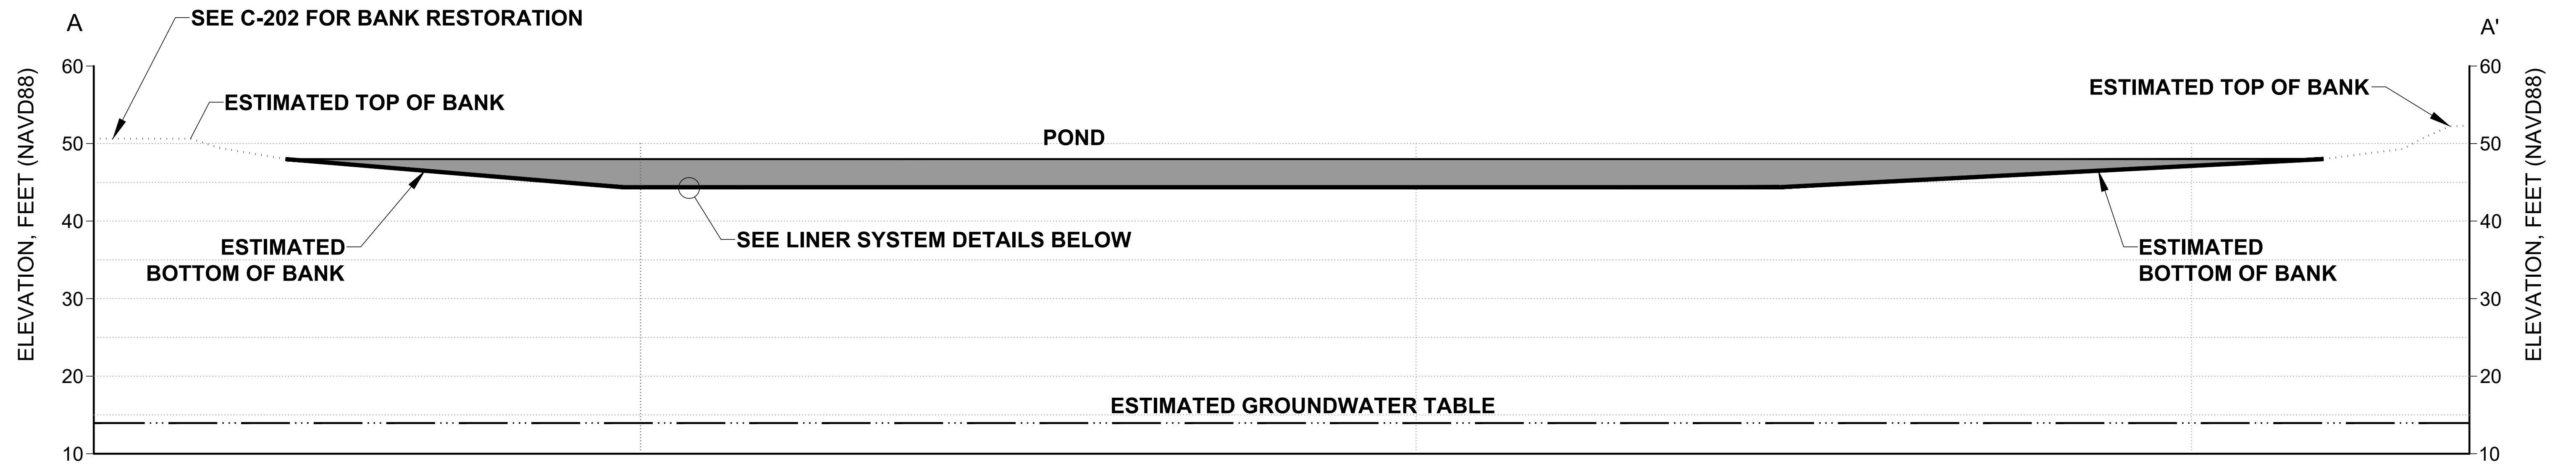 A
SEE C-202 FOR BANK RESTORATION
A'
ESTIMATED TOP OF BANK
ESTIMATED TOP OF BANK
POND
ESTIMATED
BOTTOM OF BANK
SEE LINER SYSTEM DETAILS BELOW
ESTIMATED
BOTTOM OF BANK
ESTIMATED GROUNDWATER TABLE
ELEVATION, FEET (NAVD88)
60
50
40
30
20
10
60
50
40
30
20
10
ELEVATION, FEET (NAVD88)